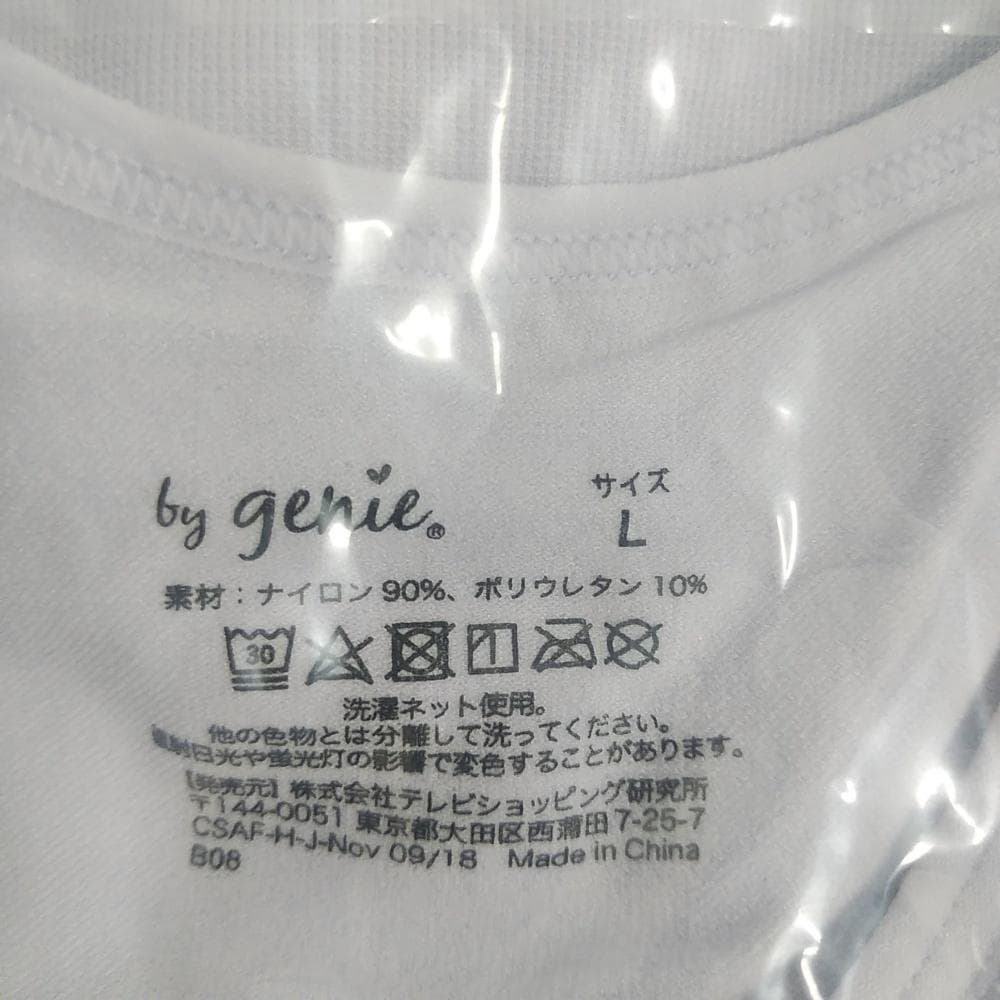 by genie®
サイズ
L
素材：ナイロン 90%、ポリウレタン 10%
30
洗濯ネット使用。
他の色物とは分離して洗ってください。
直射日光や蛍光灯の影響で変色することがあります。
【発売元】株式会社テレビショッピング研究所
〒144-0051 東京都大田区西蒲田7-25-7
CSAF-H-J-Nov 09/18 Made in China
B08